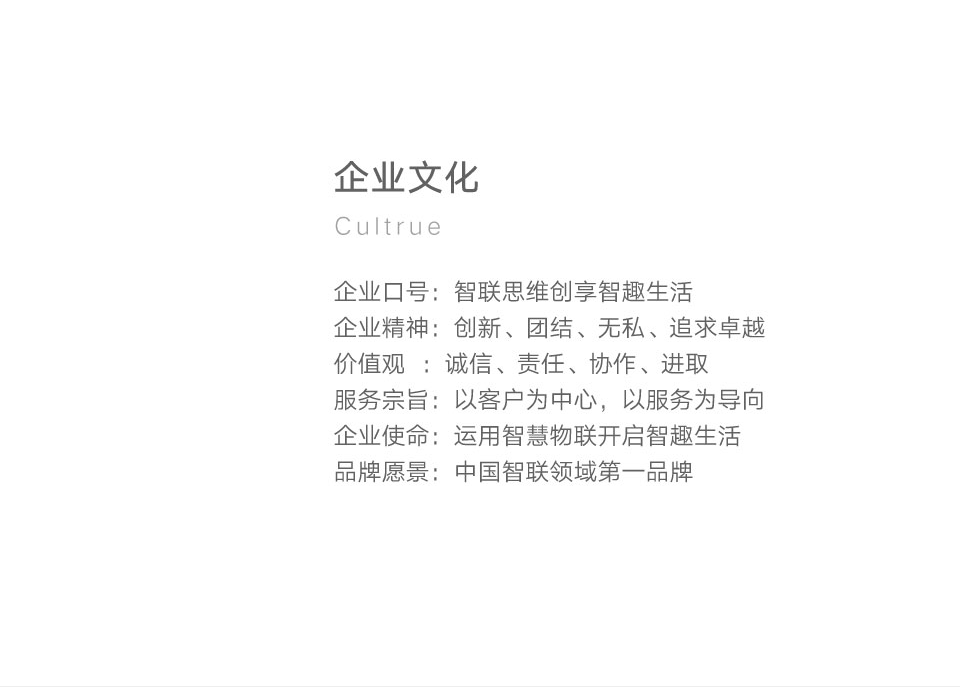 企业文化
Cultrue
企业口号：智联思维创享智趣生活
企业精神：创新、团结、无私、追求卓越
价值观 ：诚信、责任、协作、进取
服务宗旨：以客户为中心，以服务为导向
企业使命：运用智慧物联开启智趣生活
品牌愿景：中国智联领域第一品牌